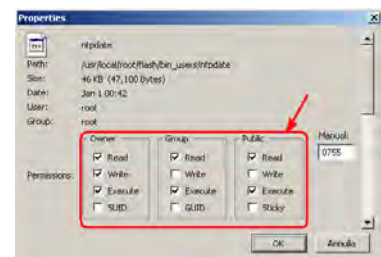 Properties
ntpdate
Path: /usr/local/root/flash/bin_users/ntpdate
Size: 46 KB (47,100 bytes)
Date: Jan 1 00:42
User: root
Group: root
Owner Group Public Manual:
Read Read Read 0755
Permissions: Write Write Write
Execute Execute Execute
SUID GUID Sticky
OK Annulla